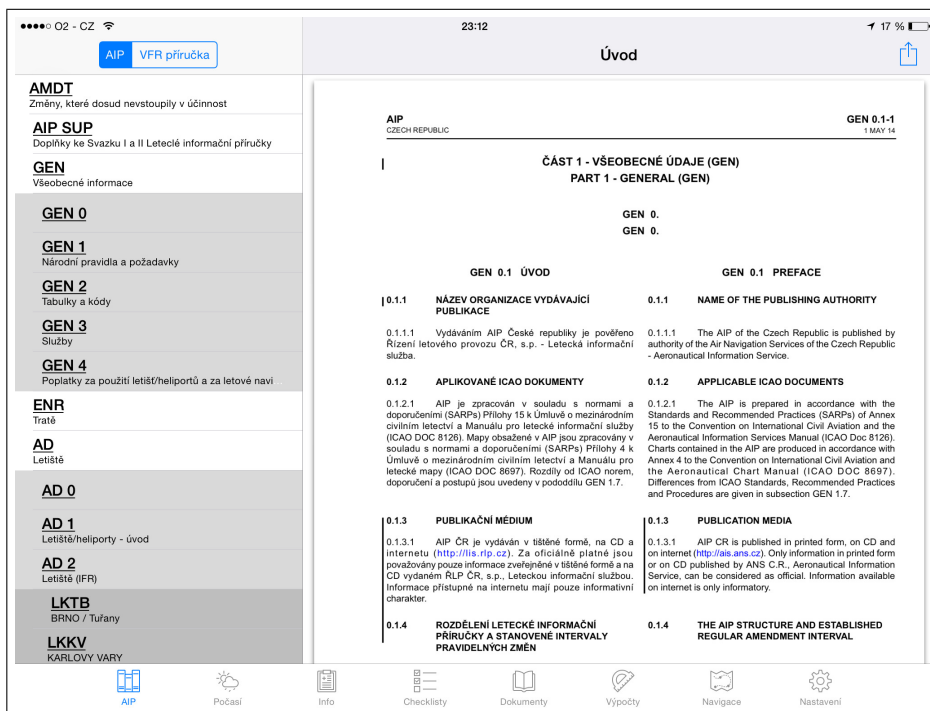 O2 - CZ
23:12
17 %
AIP
VFR příručka
Úvod
AMDT
Změny, které dosud nevstoupily v účinnost
AIP SUP
Doplňky ke Svazku I a II Letecké informační příručky
GEN
Všeobecné informace
GEN 0
GEN 1
Národní pravidla a požadavky
GEN 2
Tabulky a kódy
GEN 3
Služby
GEN 4
Poplatky za použití letišť/heliportů a za letové navi...
ENR
Tratě
AD
Letiště
AD 0
AD 1
Letiště/heliporty - úvod
AD 2
Letiště (IFR)
LKTB
BRNO / Tuřany
LKKV
KARLOVY VARY
AIP
CZECH REPUBLIC
GEN 0.1-1
1 MAY 14
ČÁST 1 - VŠEOBECNÉ ÚDAJE (GEN)
PART 1 - GENERAL (GEN)
GEN 0.
GEN 0.
GEN 0.1 ÚVOD
0.1.1 NÁZEV ORGANIZACE VYDÁVAJÍCÍ
PUBLIKACE
0.1.1.1 Vydáváním AIP České republiky je pověřeno
Řízení letového provozu ČR, s.p. - Letecká informační
služba.
0.1.2 APLIKOVANÉ ICAO DOKUMENTY
0.1.2.1 AIP je zpracován v souladu s normami a
doporučeními (SARPs) Přílohy 15 k Úmluvě o mezinárodním
civilním letectví a Manuálu pro letecké informační služby
(ICAO DOC 8126). Mapy obsažené v AIP jsou zpracovány v
souladu s normami a doporučeními (SARPs) Přílohy 4 k
Úmluvě o mezinárodním civilním letectví a Manuálu pro
letecké mapy (ICAO DOC 8697). Rozdíly od ICAO norem,
doporučení a postupů jsou uvedeny v pododdílu GEN 1.7.
0.1.3 PUBLIKAČNÍ MÉDIUM
0.1.3.1 AIP ČR je vydáván v tištěné formě, na CD a
internetu (http://lis.rlp.cz). Za oficiálně platné jsou
považovány pouze informace zveřejněné v tištěné formě a na
CD vydaném ŘLP ČR, s.p., Leteckou informační službou.
Informace přístupné na internetu mají pouze informativní
charakter.
0.1.4 ROZDĚLENÍ LETECKÉ INFORMAČNÍ
PŘÍRUČKY A STANOVENÉ INTERVALY
PRAVIDELNÝCH ZMĚN
GEN 0.1 PREFACE
0.1.1 NAME OF THE PUBLISHING AUTHORITY
0.1.1.1 The AIP of the Czech Republic is published by
authority of the Air Navigation Services of the Czech Republic
- Aeronautical Information Service.
0.1.2 APPLICABLE ICAO DOCUMENTS
0.1.2.1 The AIP is prepared in accordance with the
Standards and Recommended Practices (SARPs) of Annex
15 to the Convention on International Civil Aviation and the
Aeronautical Information Services Manual (ICAO Doc 8126).
Charts contained in the AIP are produced in accordance with
Annex 4 to the Convention on International Civil Aviation and
the Aeronautical Chart Manual (ICAO DOC 8697).
Differences from ICAO Standards, Recommended Practices
and Procedures are given in subsection GEN 1.7.
0.1.3 PUBLICATION MEDIA
0.1.3.1 AIP CR is published in printed form, on CD and
on internet (http://ais.ans.cz). Only information in printed form
or on CD published by ANS C.R., Aeronautical Information
Service, can be considered as official. Information available
on internet is only informatory.
0.1.4 THE AIP STRUCTURE AND ESTABLISHED
REGULAR AMENDMENT INTERVAL
AIP
Počasí
Info
Checklisty
Dokumenty
Výpočty
Navigace
Nastavení